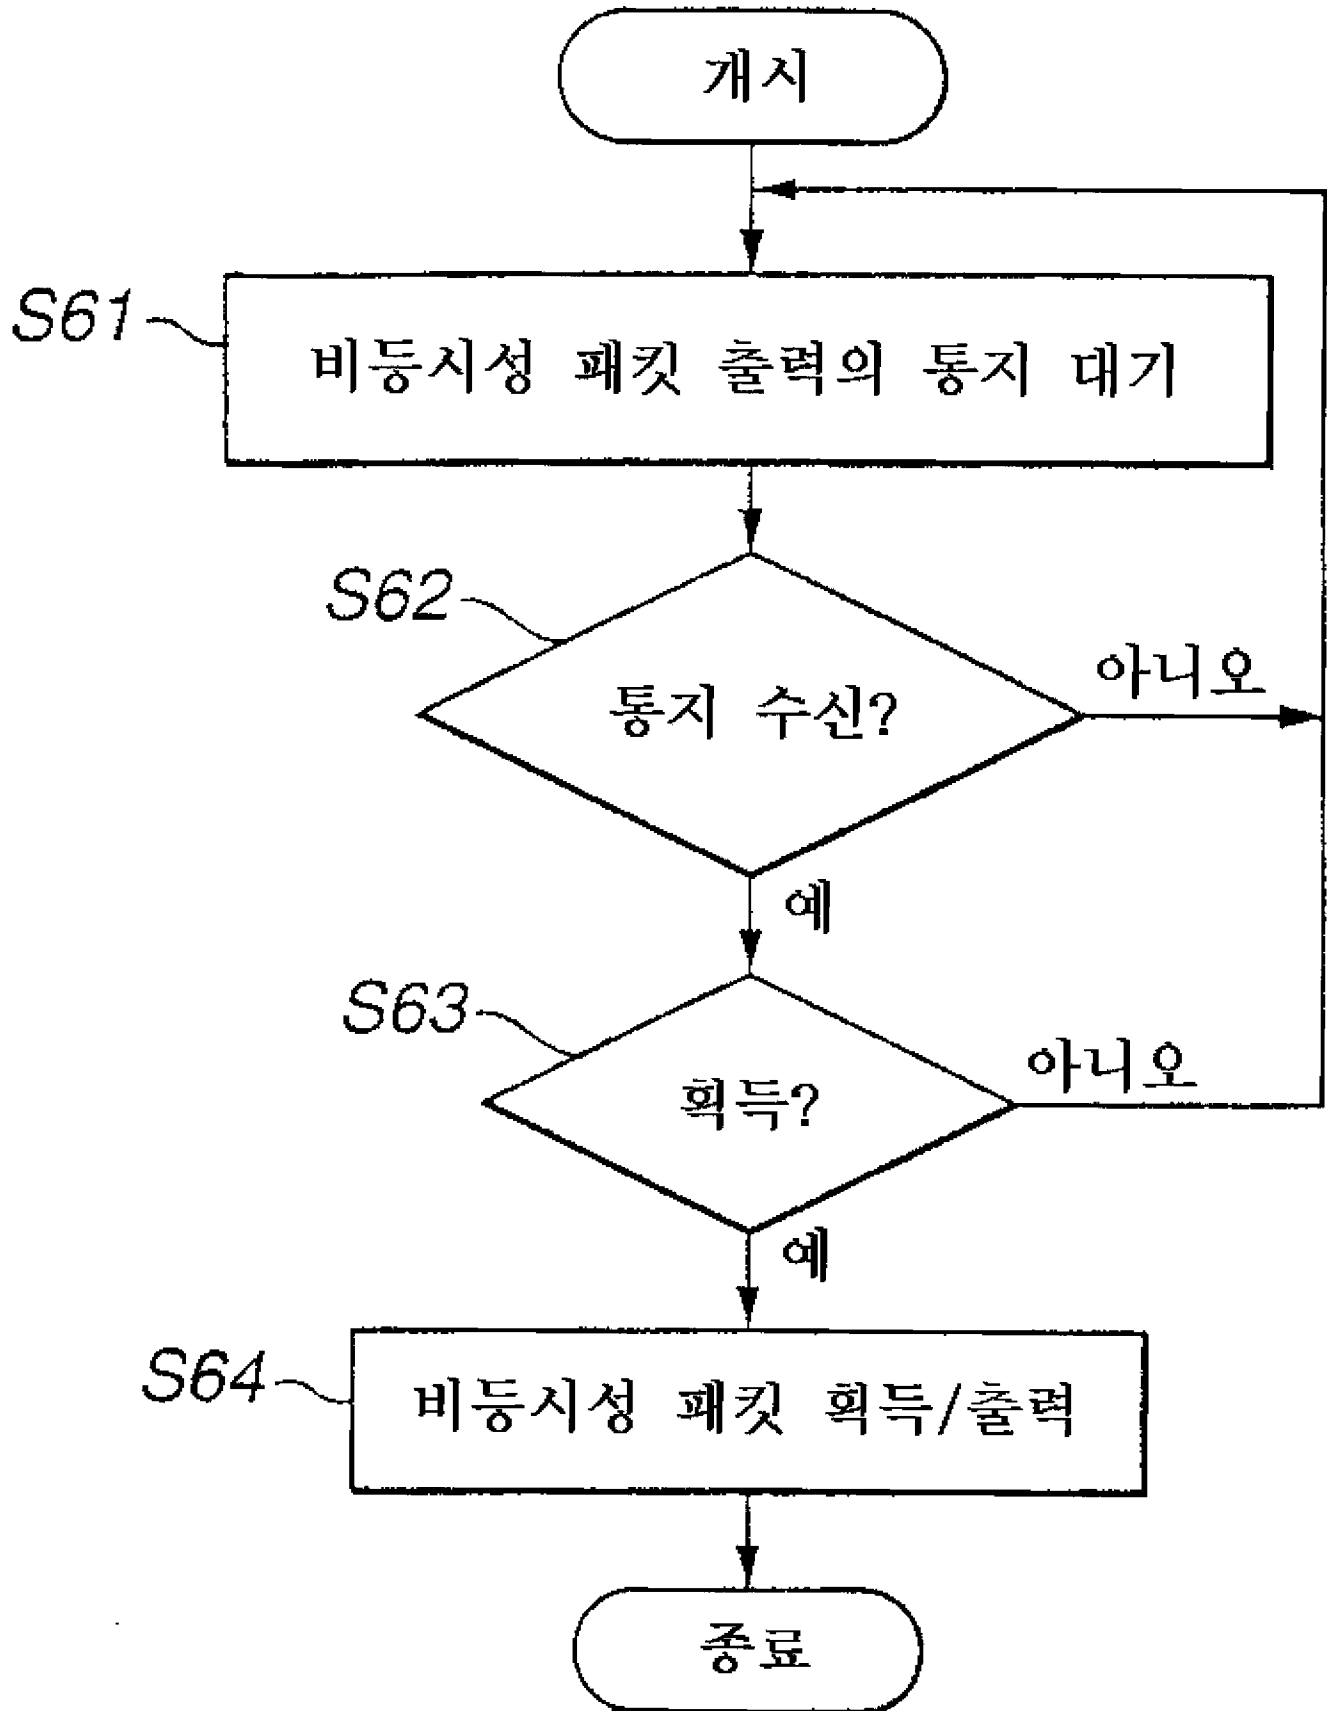 개시
S61
비등시성 패킷 출력의 통지 대기
S62
통지 수신?
아니오
예
S63
획득?
아니오
예
S64
비등시성 패킷 획득/출력
종료